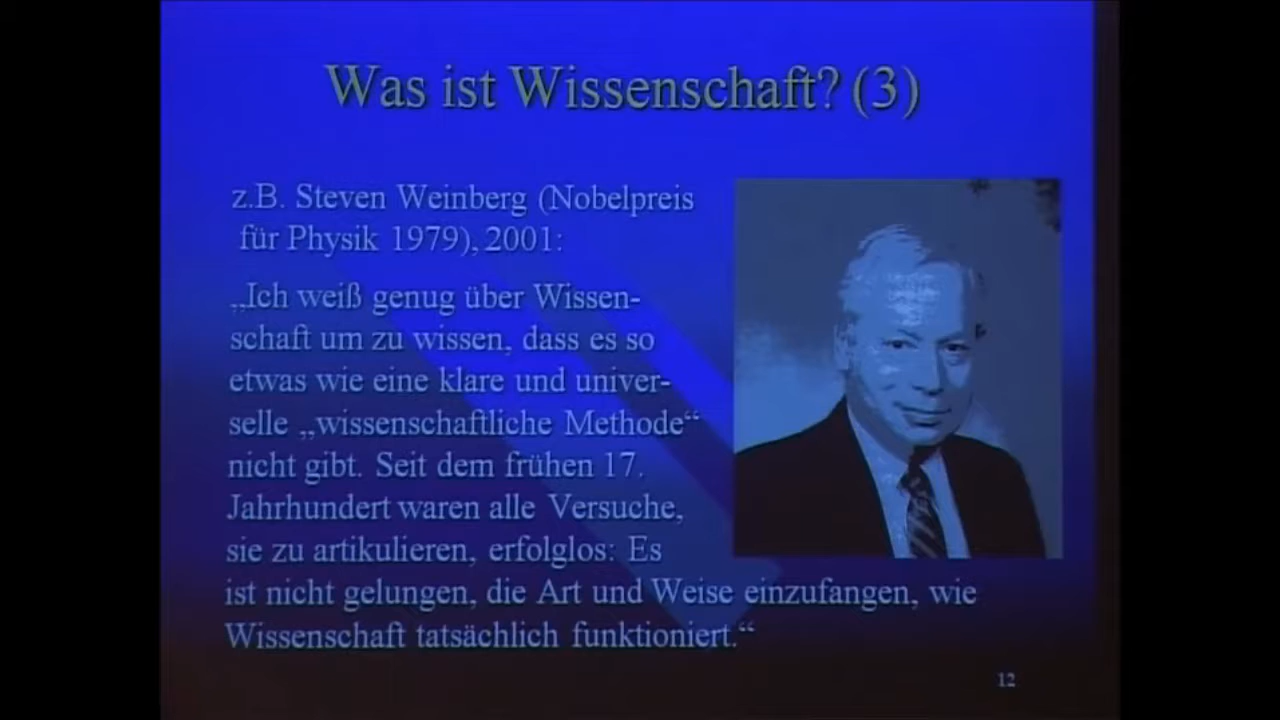 Was ist Wissenschaft? (3)
z.B. Steven Weinberg (Nobelpreis
für Physik 1979), 2001:
„Ich weiß genug über Wissen-
schaft um zu wissen, dass es so
etwas wie eine klare und univer-
selle „wissenschaftliche Methode“
nicht gibt. Seit dem frühen 17.
Jahrhundert waren alle Versuche,
sie zu artikulieren, erfolglos: Es
ist nicht gelungen, die Art und Weise einzufangen, wie
Wissenschaft tatsächlich funktioniert.“
12